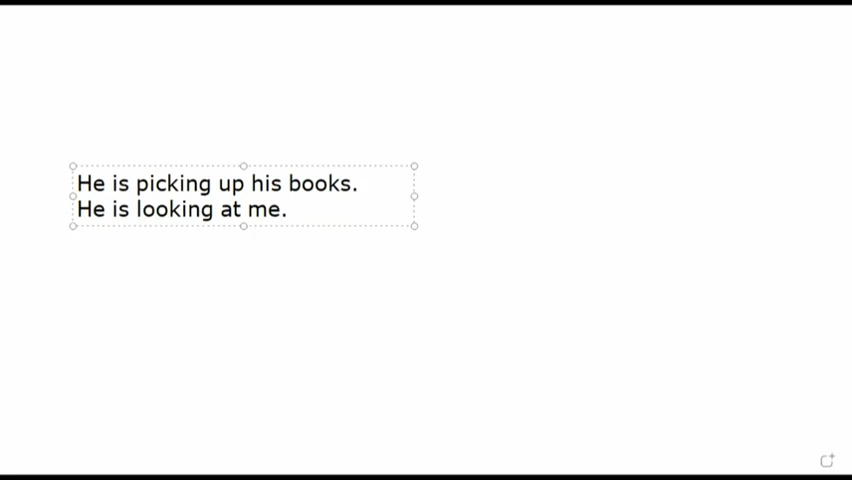 He is picking up his books.
He is looking at me.